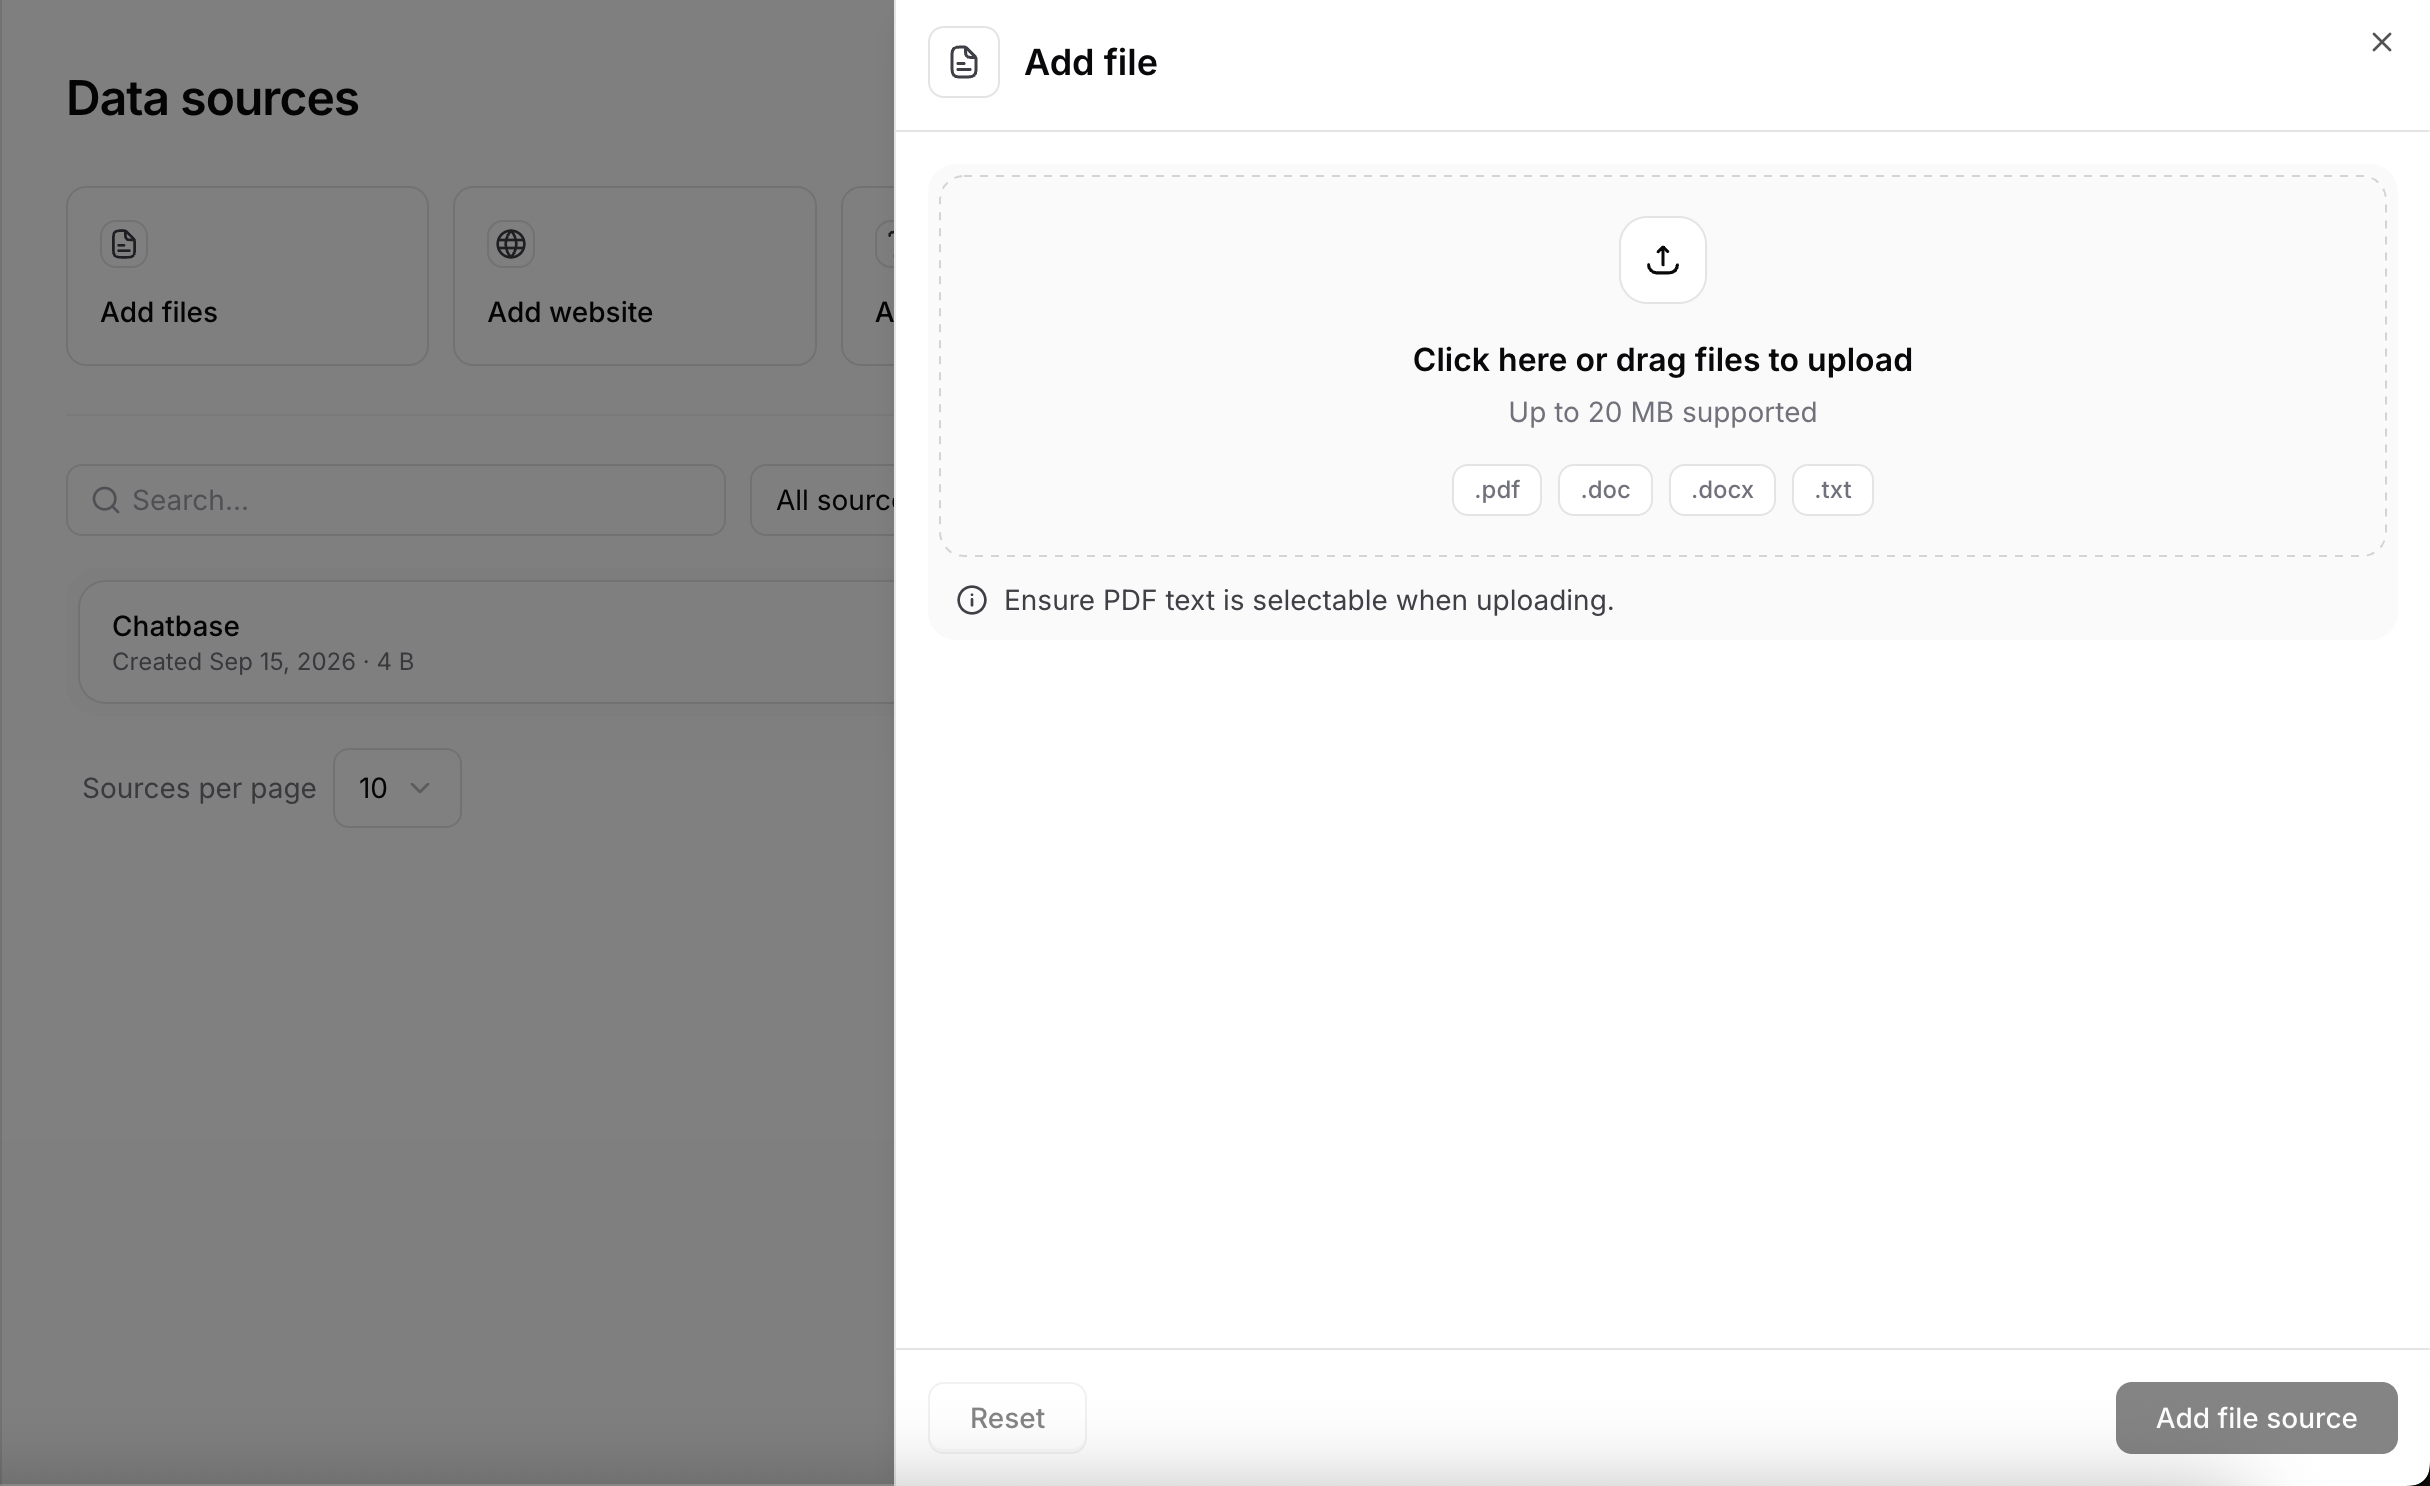 Data sources
Add files
Add website
A
Search...
All sourc
Chatbase
Created Sep 15, 2026 · 4 B
Sources per page
10
Add file
Click here or drag files to upload
Up to 20 MB supported
.pdf
.doc
.docx
.txt
Ensure PDF text is selectable when uploading.
Reset
Add file source